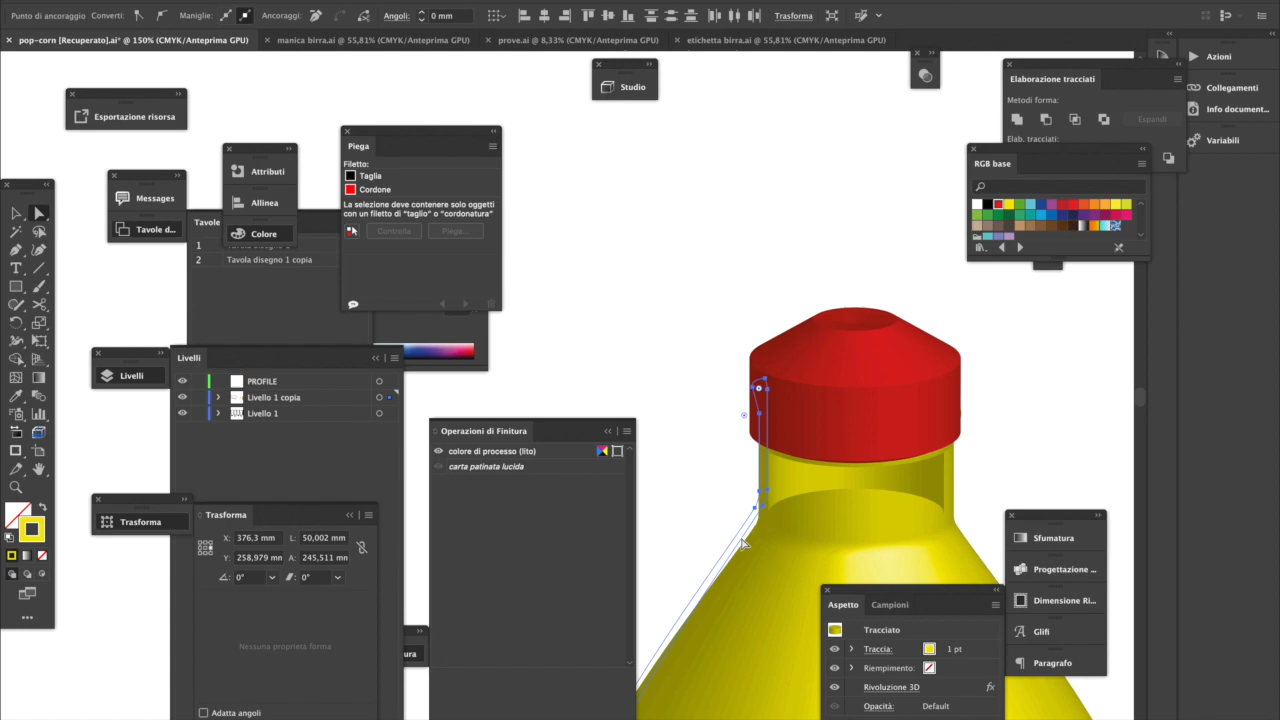 Punto di ancoraggio Converti: Maniglie: Ancoraggi: Angoli: 0 mm Trasforma
pop-corn [Recuperato].ai* @ 150% (CMYK/Anteprima GPU) manica birra.ai @ 55,81% (CMYK/Anteprima GPU) prove.ai @ 8,33% (CMYK/Anteprima GPU) etichetta birra.ai @ 55,81% (CMYK/Anteprima GPU)
Esportazione risorsa
Studio
Elaborazione tracciati
Metodi forma:
Espandi
Elab. tracciati:
Azioni
Collegamenti
Info document...
Variabili
RGB base
Messages
Tavole d...
Attributi
Allinea
Colore
Tavole
1
2 Tavola disegno 1 copia
Piega
Filetto:
Taglia
Cordone
La selezione deve contenere solo oggetti
con un filetto di “taglio” o “cordonatura”
Controlla Piega...
Livelli
Livelli
PROFILE
Livello 1 copia
Livello 1
Operazioni di Finitura
colore di processo (lito)
carta patinata lucida
Trasforma
Trasforma
X: 376,3 mm L: 50,002 mm
Y: 258,979 mm A: 245,511 mm
0° 0°
Nessuna proprietà forma
Adatta angoli
ura
Sfumatura
Progettazione ...
Dimensione Ri...
Glifi
Paragrafo
Aspetto Campioni
Tracciato
Traccia: 1 pt
Riempimento:
Rivoluzione 3D fx
Opacità: Default